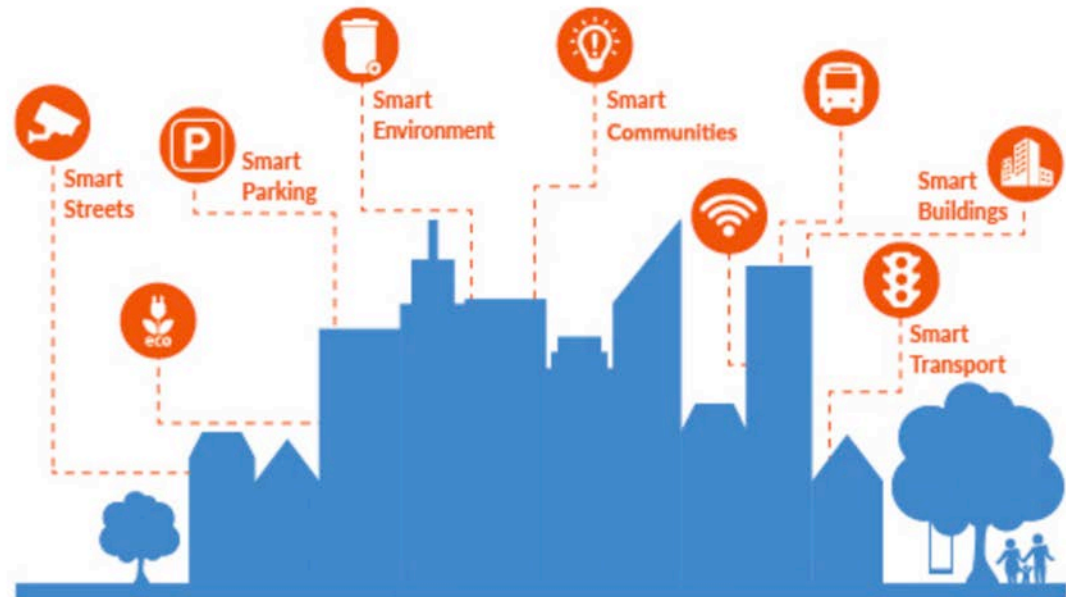 Smart
Environment
Smart
Communities
Smart
Streets
P
Smart
Parking
Smart
Buildings
eco
Smart
Transport